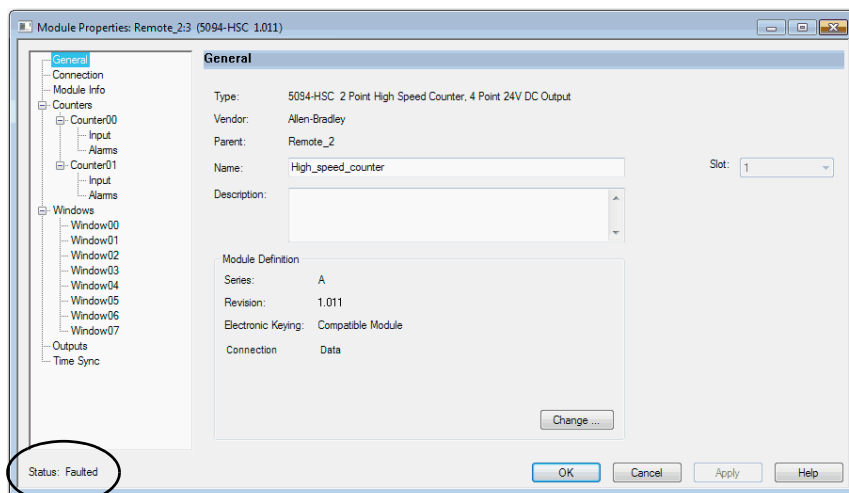 Module Properties: Remote_2:3 (5094-HSC 1.011)
General
Connection
Module Info
Counters
Counter00
Input
Alarms
Counter01
Input
Alarms
Windows
Window00
Window01
Window02
Window03
Window04
Window05
Window06
Window07
Outputs
Time Sync
General
Type: 5094-HSC 2 Point High Speed Counter, 4 Point 24V DC Output
Vendor: Allen-Bradley
Parent: Remote_2
Name: High_speed_counter Slot: 1
Description:
Module Definition
Series: A
Revision: 1.011
Electronic Keying: Compatible Module
Connection Data
Change ...
Status: Faulted OK Cancel Apply Help